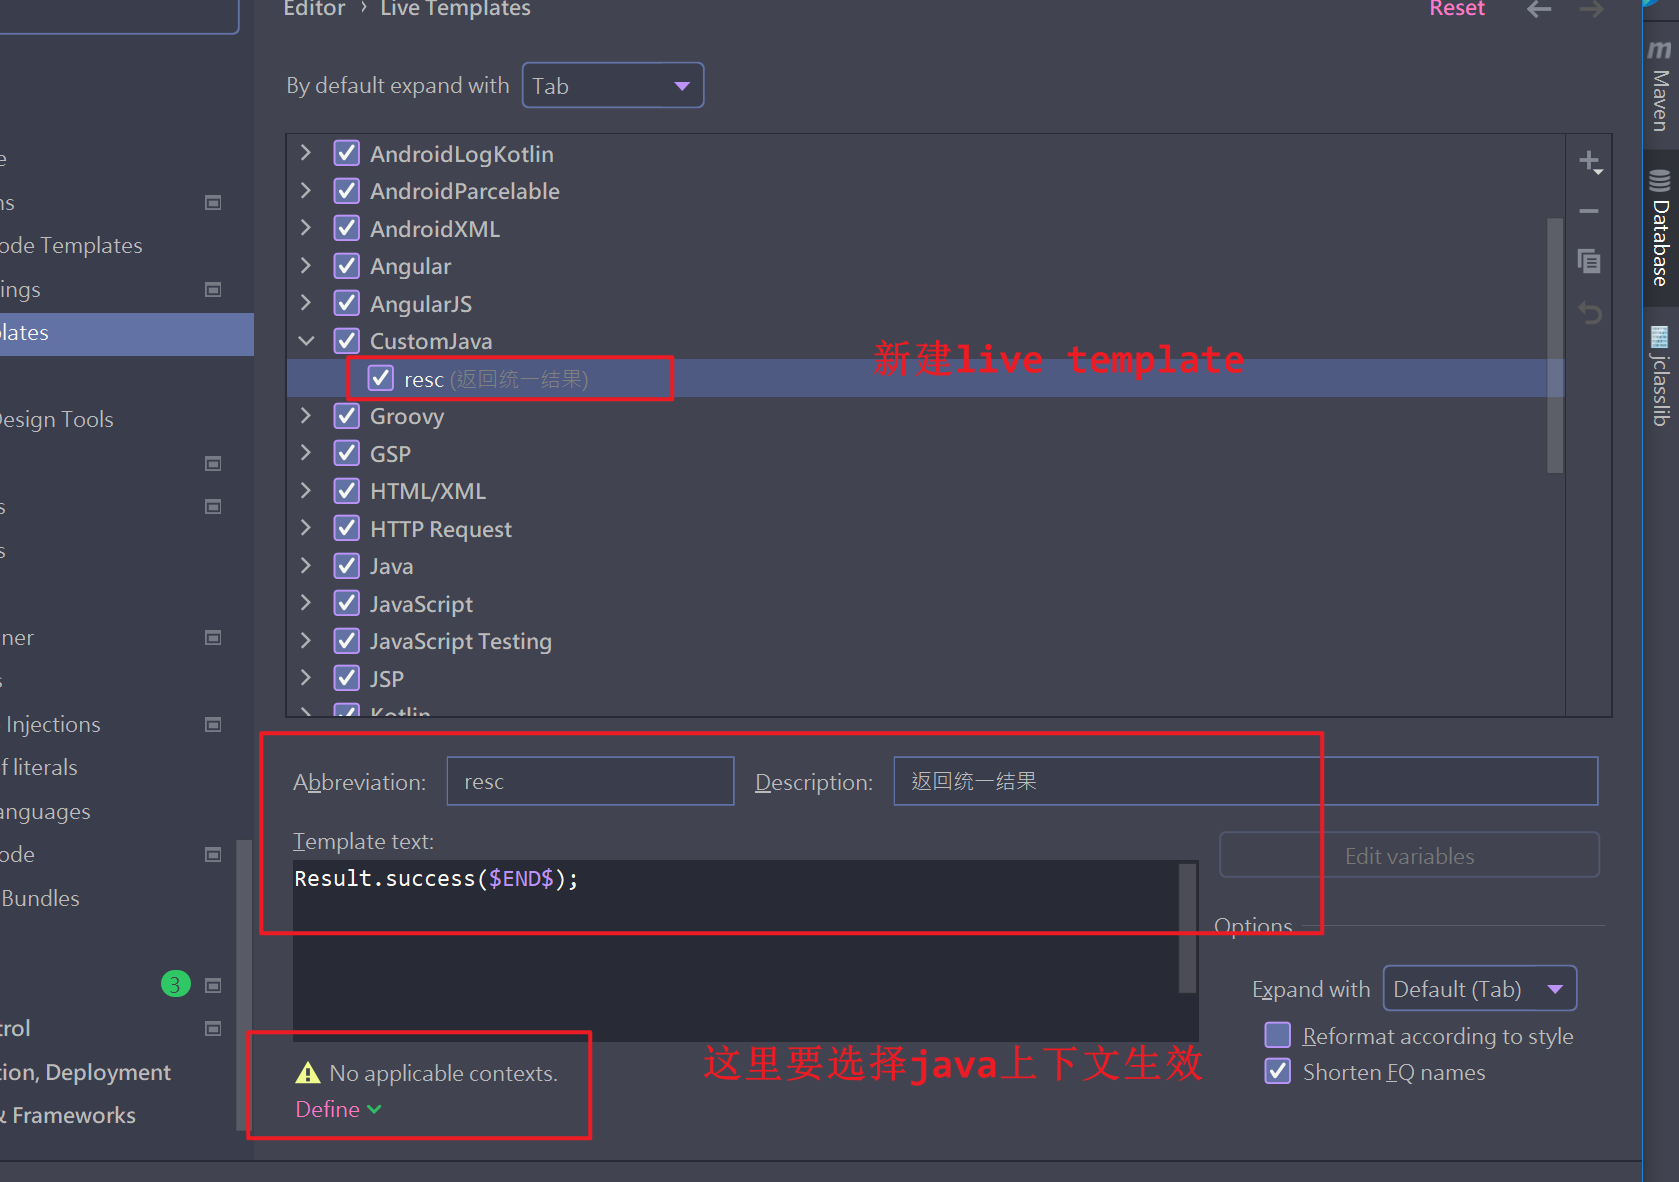 Editor › Live Templates
Reset
By default expand with Tab
AndroidLogKotlin
AndroidParcelable
AndroidXML
Angular
AngularJS
CustomJava
resc (返回统一结果)
新建live template
Groovy
GSP
HTML/XML
HTTP Request
Java
JavaScript
JavaScript Testing
JSP
Kotlin
Abbreviation: resc
Description: 返回统一结果
Template text:
Result.success($END$);
Edit variables
Options
Expand with Default (Tab)
Reformat according to style
Shorten FQ names
No applicable contexts.
Define
这里要选择java上下文生效
e
ns
ode Templates
ings
lates
Design Tools
s
s
ner
s
Injections
f literals
anguages
ode
Bundles
3
trol
tion, Deployment
& Frameworks
m
Maven
Database
jclasslib